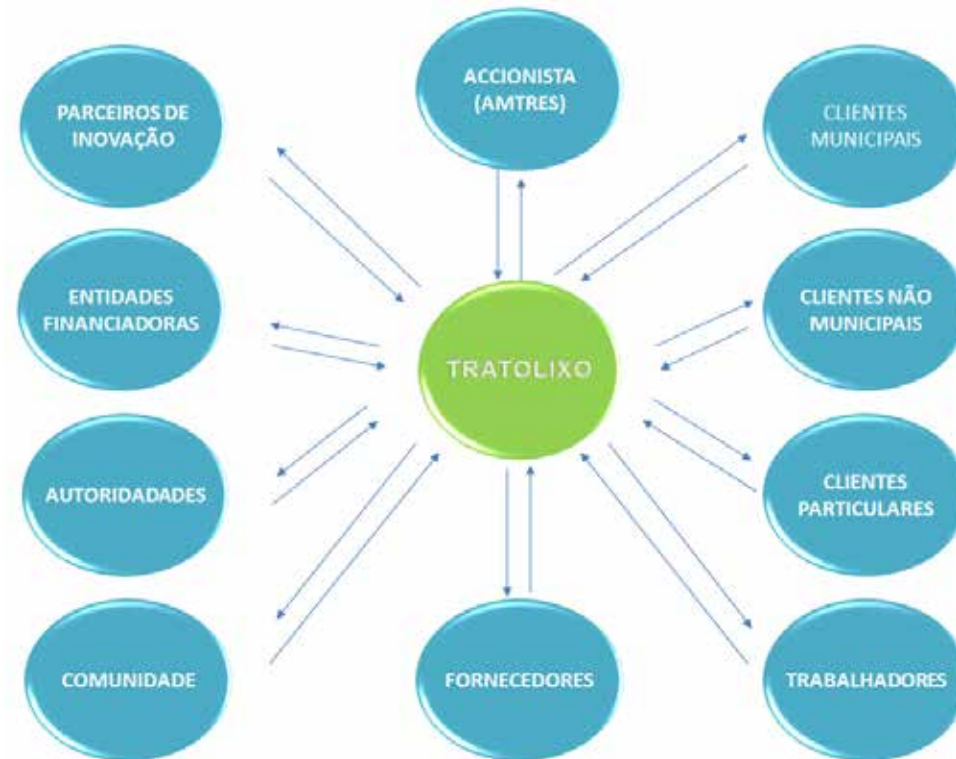 PARCEIROS DE
INOVAÇÃO
ACCIONISTA
(AMTRES)
CLIENTES
MUNICIPAIS
ENTIDADES
FINANCIADORAS
TRATOLIXO
CLIENTES NÃO
MUNICIPAIS
AUTORIDADADES
CLIENTES
PARTICULARES
COMUNIDADE
FORNECEDORES
TRABALHADORES